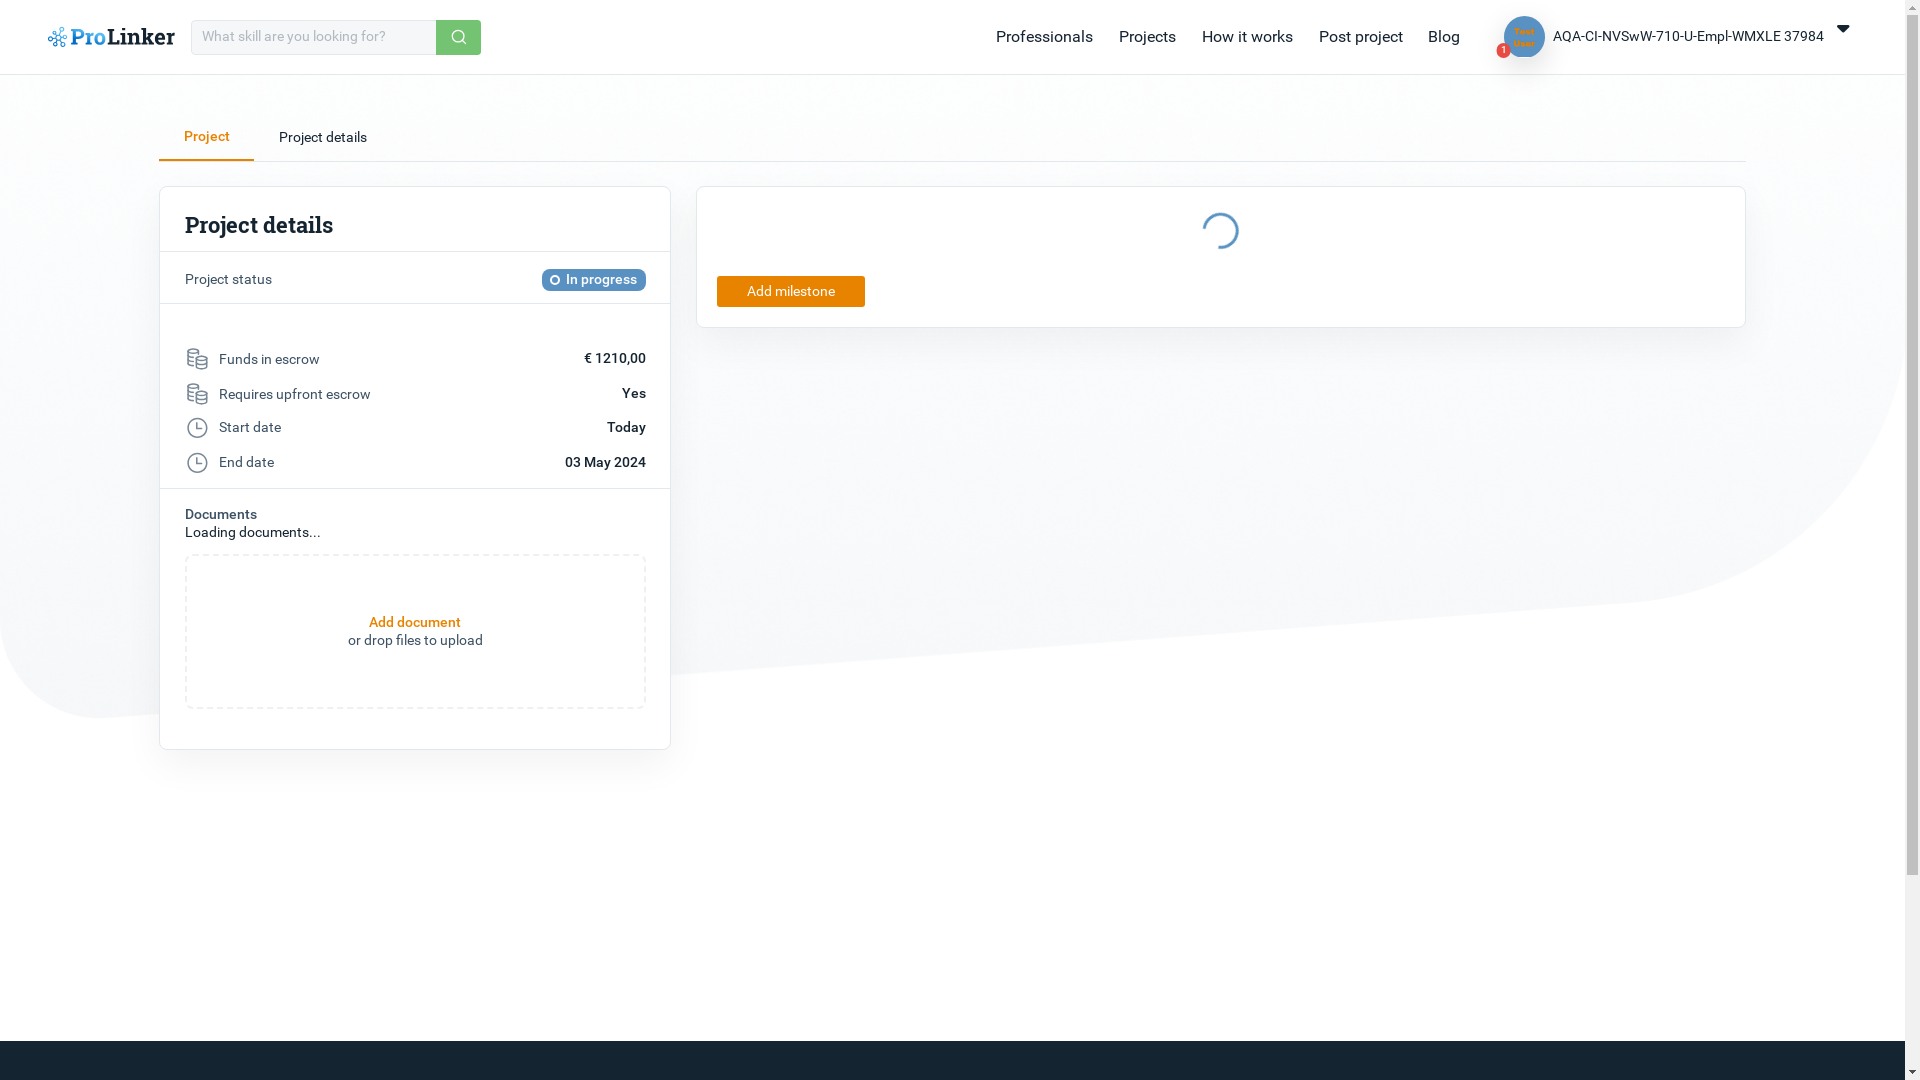 ProLinker
What skill are you looking for?
Professionals
Projects
How it works
Post project
Blog
Test
User
1
AQA-CI-NVSwW-710-U-Empl-WMXLE 37984
Project
Project details
Project details
Project status
In progress
Funds in escrow
€ 1210,00
Requires upfront escrow
Yes
Start date
Today
End date
03 May 2024
Documents
Loading documents...
Add document
or drop files to upload
Add milestone